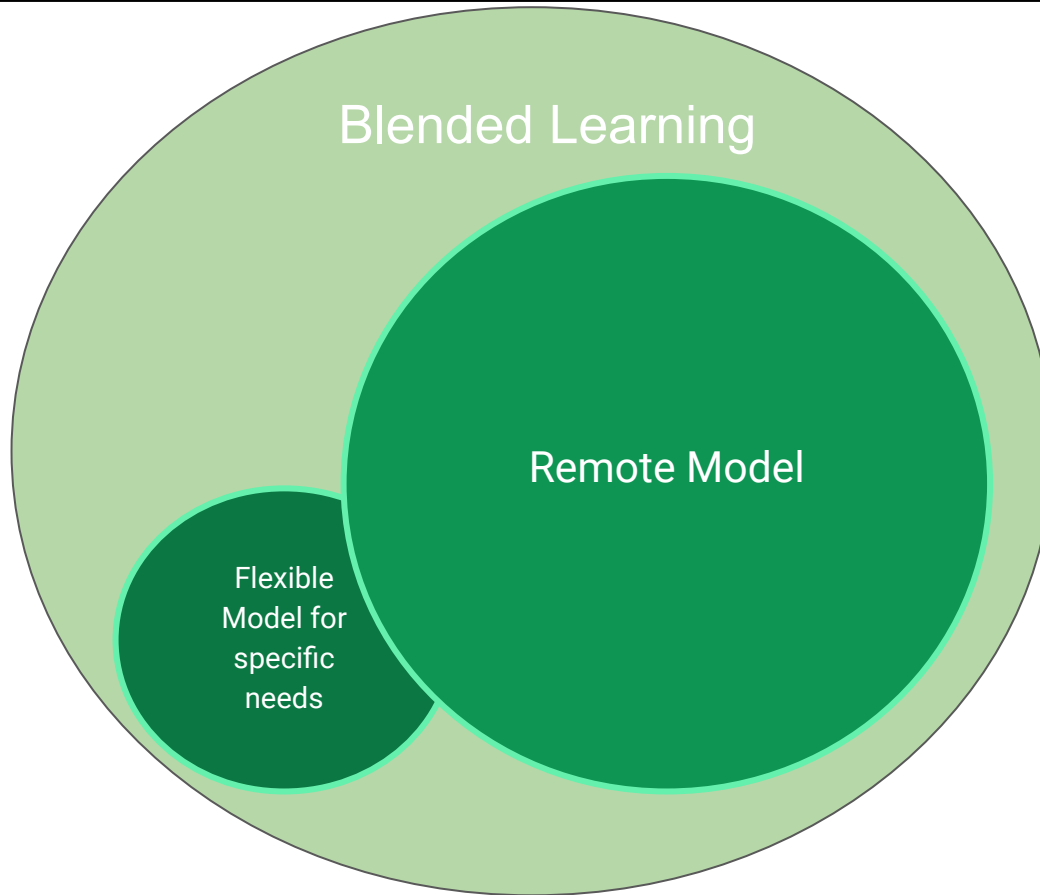 Blended Learning
Remote Model
Flexible
Model for
specific
needs